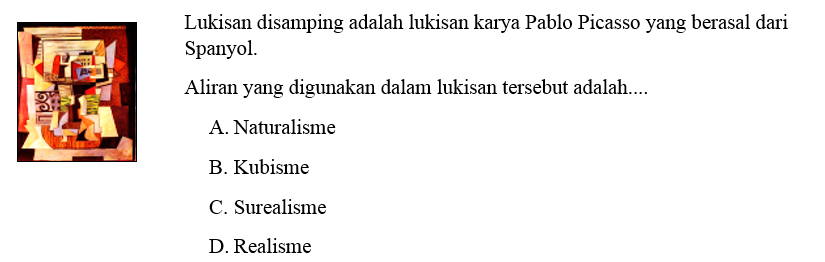 Lukisan disamping adalah lukisan karya Pablo Picasso yang berasal dari
Spanyol.
Aliran yang digunakan dalam lukisan tersebut adalah....
A. Naturalisme
B. Kubisme
C. Surealisme
D. Realisme